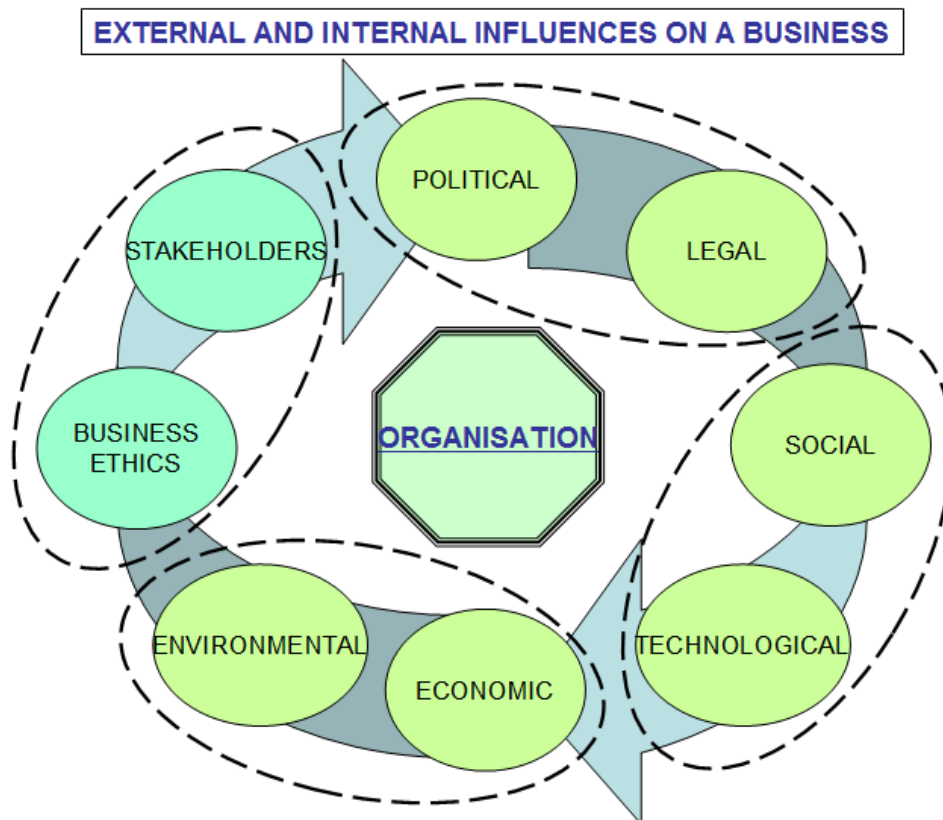 EXTERNAL AND INTERNAL INFLUENCES ON A BUSINESS
POLITICAL
STAKEHOLDERS
LEGAL
ORGANISATION
BUSINESS
ETHICS
SOCIAL
ENVIRONMENTAL
TECHNOLOGICAL
ECONOMIC